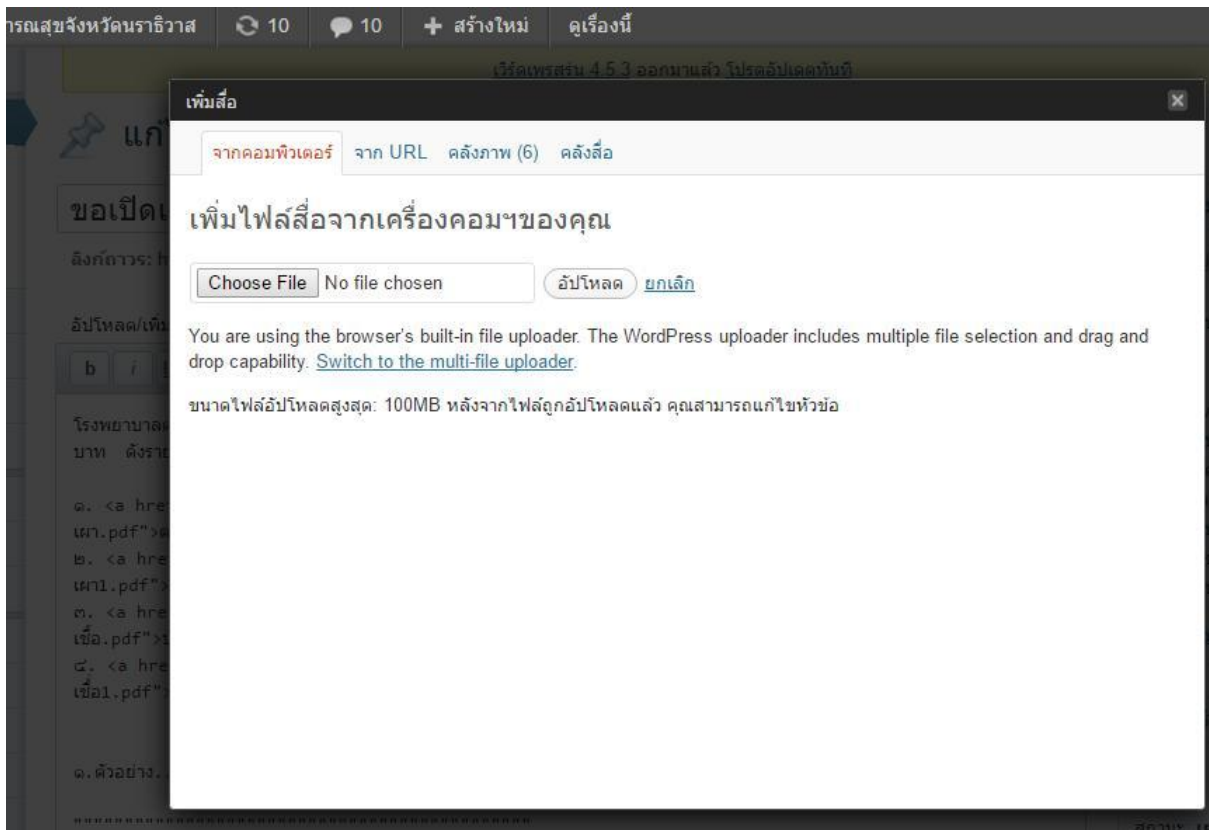 ารณสุขจังหวัดนราธิวาส 10 10 + สร้างใหม่ ดูเรื่องนี้
เวิร์ดเพรสรุ่น 4.5.3 ออกมาแล้ว โปรดอัปเดตทันที
เพิ่มสื่อ
แก้
จากคอมพิวเตอร์ จาก URL คลังภาพ (6) คลังสื่อ
ขอเปิด
เพิ่มไฟล์สื่อจากเครื่องคอมฯของคุณ
ลิงก์ถาวร: h
Choose File No file chosen อัปโหลด ยกเลิก
อัปโหลด/เพิ่ม
You are using the browser's built-in file uploader. The WordPress uploader includes multiple file selection and drag and
drop capability. Switch to the multi-file uploader.
b i
ขนาดไฟล์อัปโหลดสูงสุด: 100MB หลังจากไฟล์ถูกอัปโหลดแล้ว คุณสามารถแก้ไขหัวข้อ
โรงพยาบาล
บาท ดังราย
๑. <a hre
เผา.pdf">
๒. <a hre
เผา1.pdf">
๓. <a hre
เชื้อ.pdf">
๔. <a hre
เชื้อ1.pdf">
๑.ตัวอย่าง..